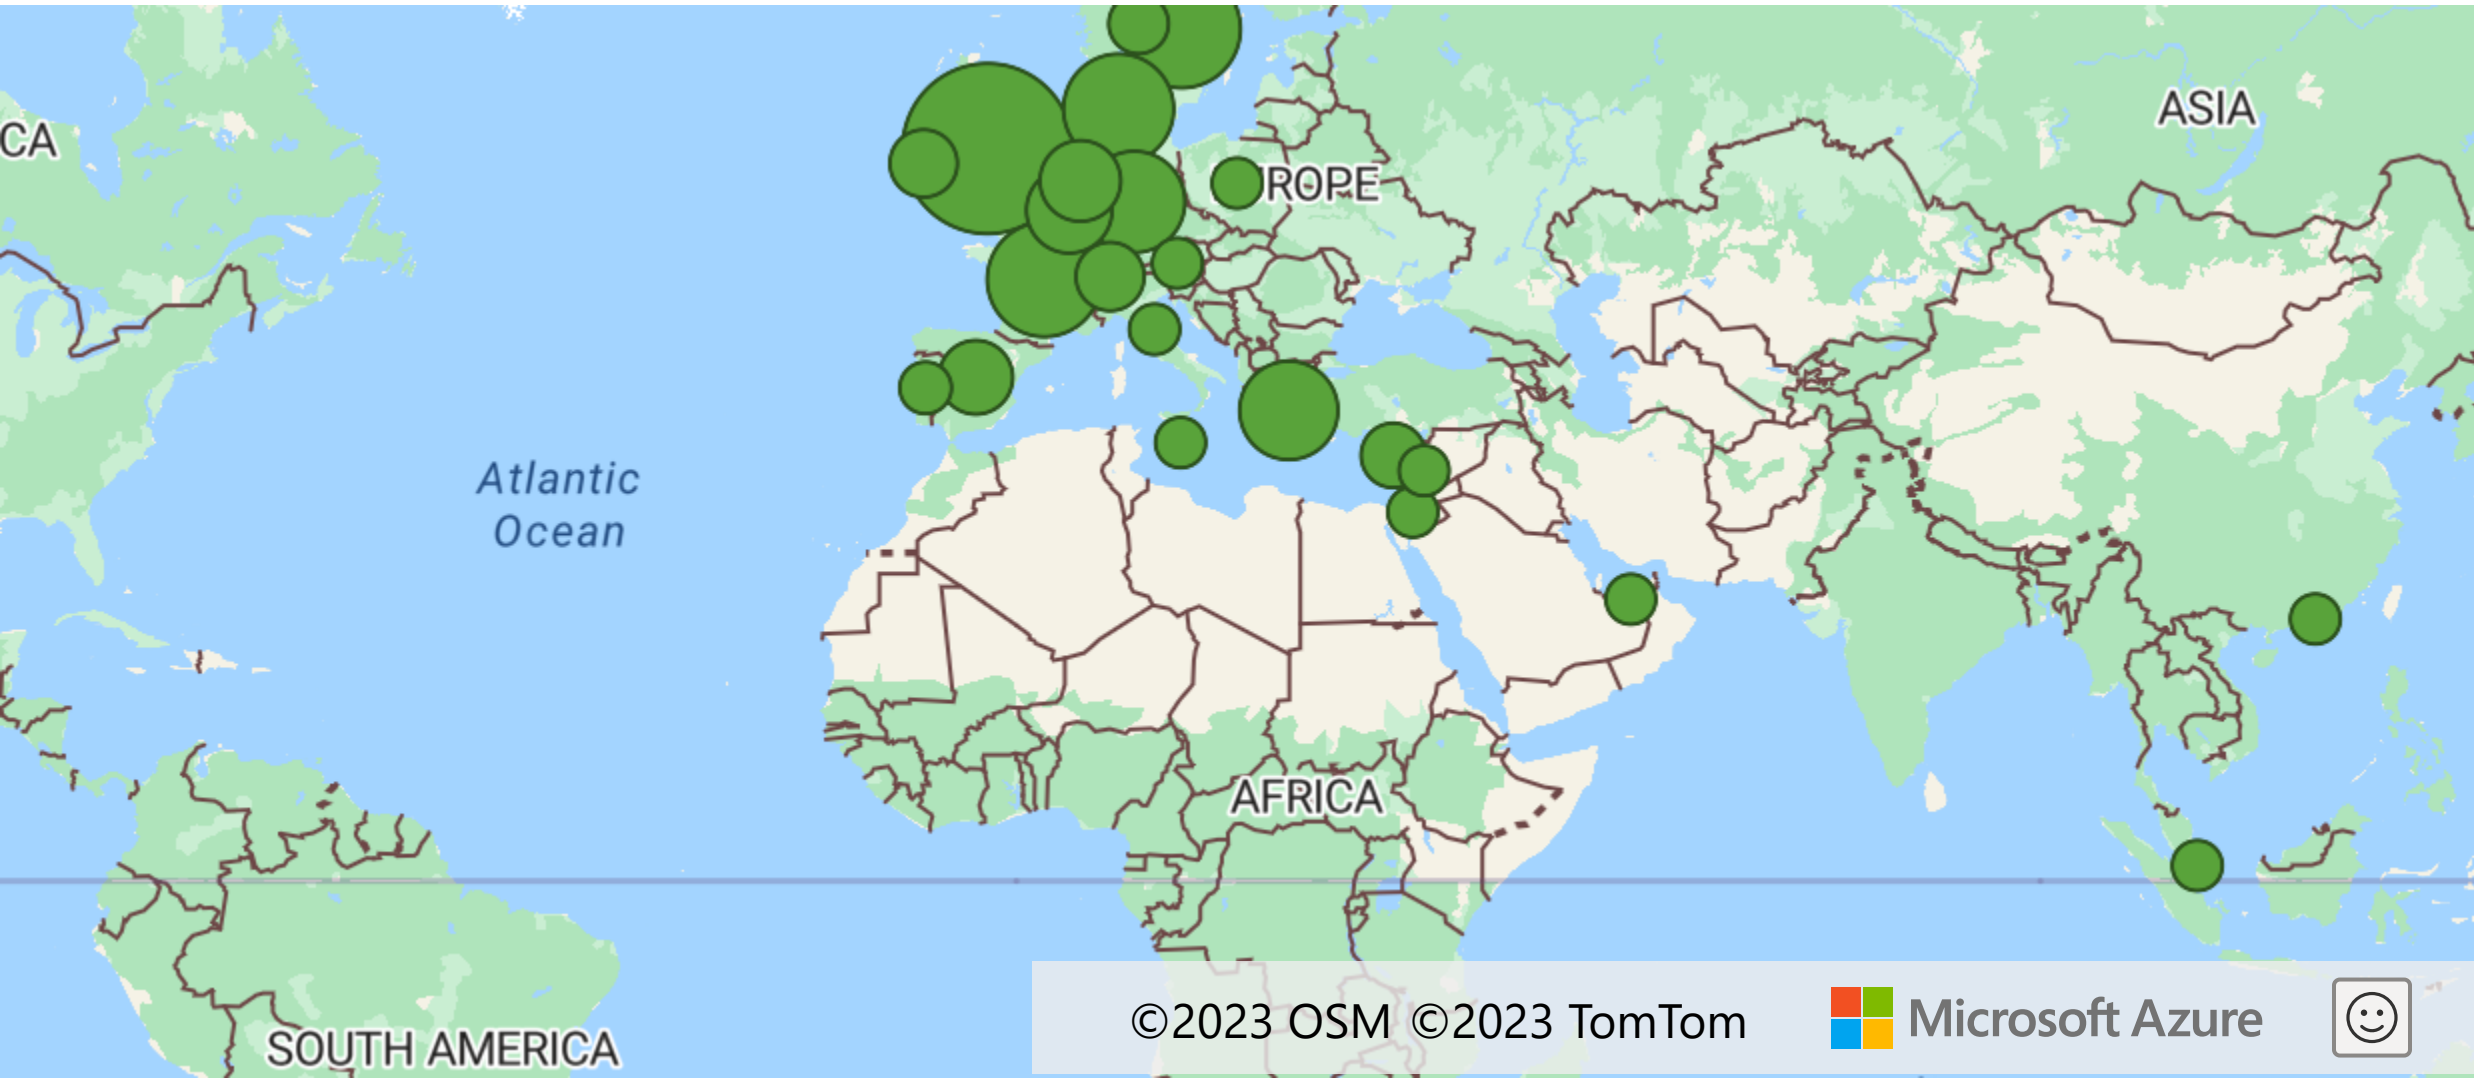 ASIA
CA
ROPE
Atlantic
Ocean
AFRICA
SOUTH AMERICA
©2023 OSM ©2023 TomTom
Microsoft Azure